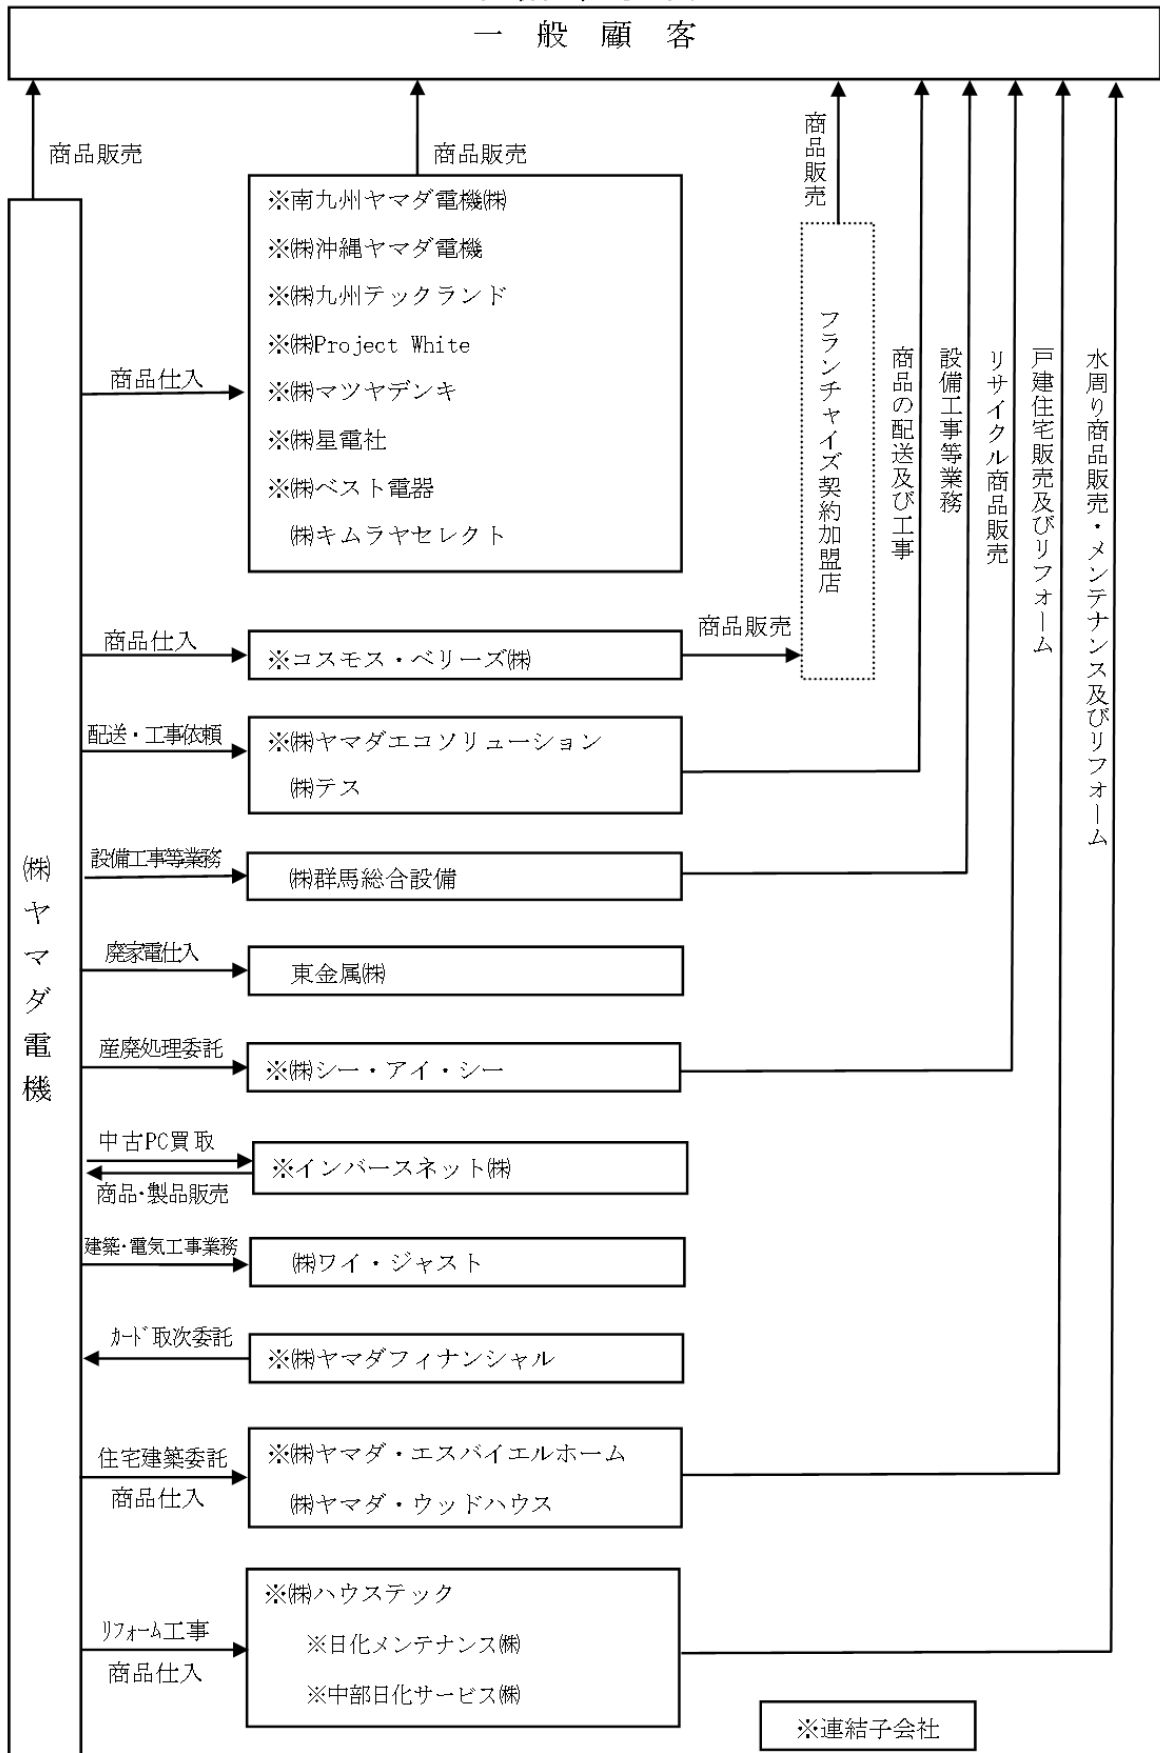 一般顧客
商品販売
商品販売
商品販売
※南九州ヤマダ電機㈱
※㈱沖縄ヤマダ電機
※㈱九州テックランド
※㈱Project White
※㈱マツヤデンキ
※㈱星電社
※㈱ベスト電器
㈱キムラヤセレクト
商品仕入
フランチャイズ契約加盟店
商品の配送及び工事
設備工事等業務
リサイクル商品販売
戸建住宅販売及びリフォーム
水周り商品販売・メンテナンス及びリフォーム
商品仕入
※コスモス・ベリーズ㈱
商品販売
配送・工事依頼
※㈱ヤマダエコソリューション
㈱テス
㈱ヤマダ電機
設備工事等業務
㈱群馬総合設備
廃家電仕入
東金属㈱
産廃処理委託
※㈱シー・アイ・シー
中古PC買取
商品・製品販売
※インバースネット㈱
建築・電気工事業務
㈱ワイ・ジャスト
ｶｰﾄﾞ取次委託
※㈱ヤマダフィナンシャル
住宅建築委託
商品仕入
※㈱ヤマダ・エスバイエルホーム
㈱ヤマダ・ウッドハウス
ﾘﾌｫｰﾑ工事
商品仕入
※㈱ハウステック
※日化メンテナンス㈱
※中部日化サービス㈱
※連結子会社